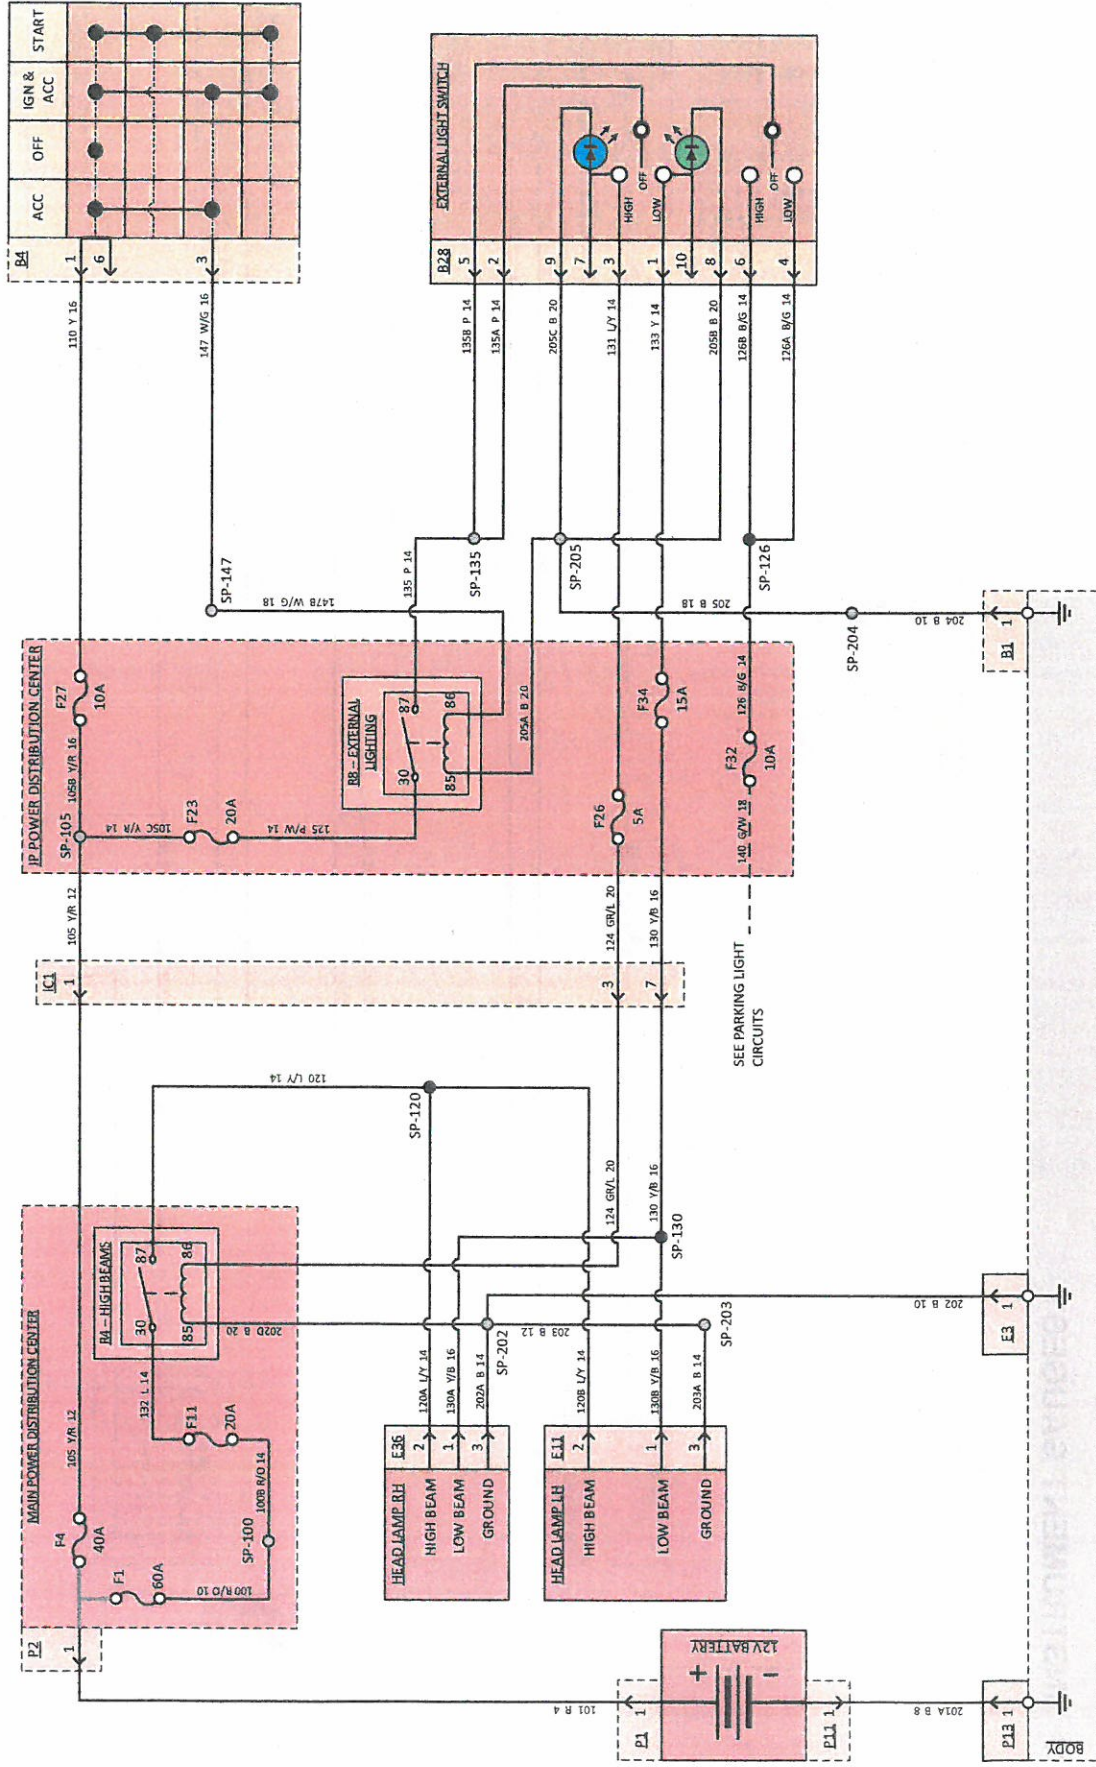 START
IGN & ACC
OFF
ACC
B4
1
6
3
110 Y 16
147 W/G 16
EXTERNAL LIGHT SWITCH
HIGH
OFF
LOW
HIGH
OFF
LOW
B28
5
2
9
7
3
1
10
8
6
4
135B P 14
135A P 14
205C B 20
131 L/Y 14
133 Y 14
205B B 20
126B B/G 14
126A B/G 14
SP-147
147B W/G 18
135 P 14
SP-135
SP-205
SP-126
205 B 18
SP-204
204 B 10
B1
1
IP POWER DISTRIBUTION CENTER
F27
10A
105B Y/R 16
SP-105
105C Y/R 14
F23
20A
125 P/W 14
R8 -- EXTERNAL
LIGHTING
87
86
30
85
205A B 20
F34
15A
F26
5A
126 B/G 14
F32
10A
140 G/W 18
105 Y/R 12
124 GR/L 20
130 Y/B 16
IC1
1
3
7
SEE PARKING LIGHT
CIRCUITS
120 L/Y 14
SP-120
124 GR/L 20
130 Y/B 16
SP-130
MAIN POWER DISTRIBUTION CENTER
R4 -- HIGH BEAMS
87
86
30
85
202D B 20
132 L 14
105 Y/R 12
F11
20A
100B R/O 14
SP-100
F4
40A
F1
60A
100 R/O 10
P2
1
SP-202
203 B 12
SP-203
202 B 10
E3
1
120A L/Y 14
130A Y/B 16
202A B 14
120B L/Y 14
130B Y/B 16
203A B 14
HEAD LAMP RH
E36
HIGH BEAM
2
LOW BEAM
1
GROUND
3
HEAD LAMP LH
E11
HIGH BEAM
2
LOW BEAM
1
GROUND
3
101 R 4
P1
1
12V BATTERY
+
−
P11
1
201A B 8
P13
1
BODY
INSTRUMENT GAUGES